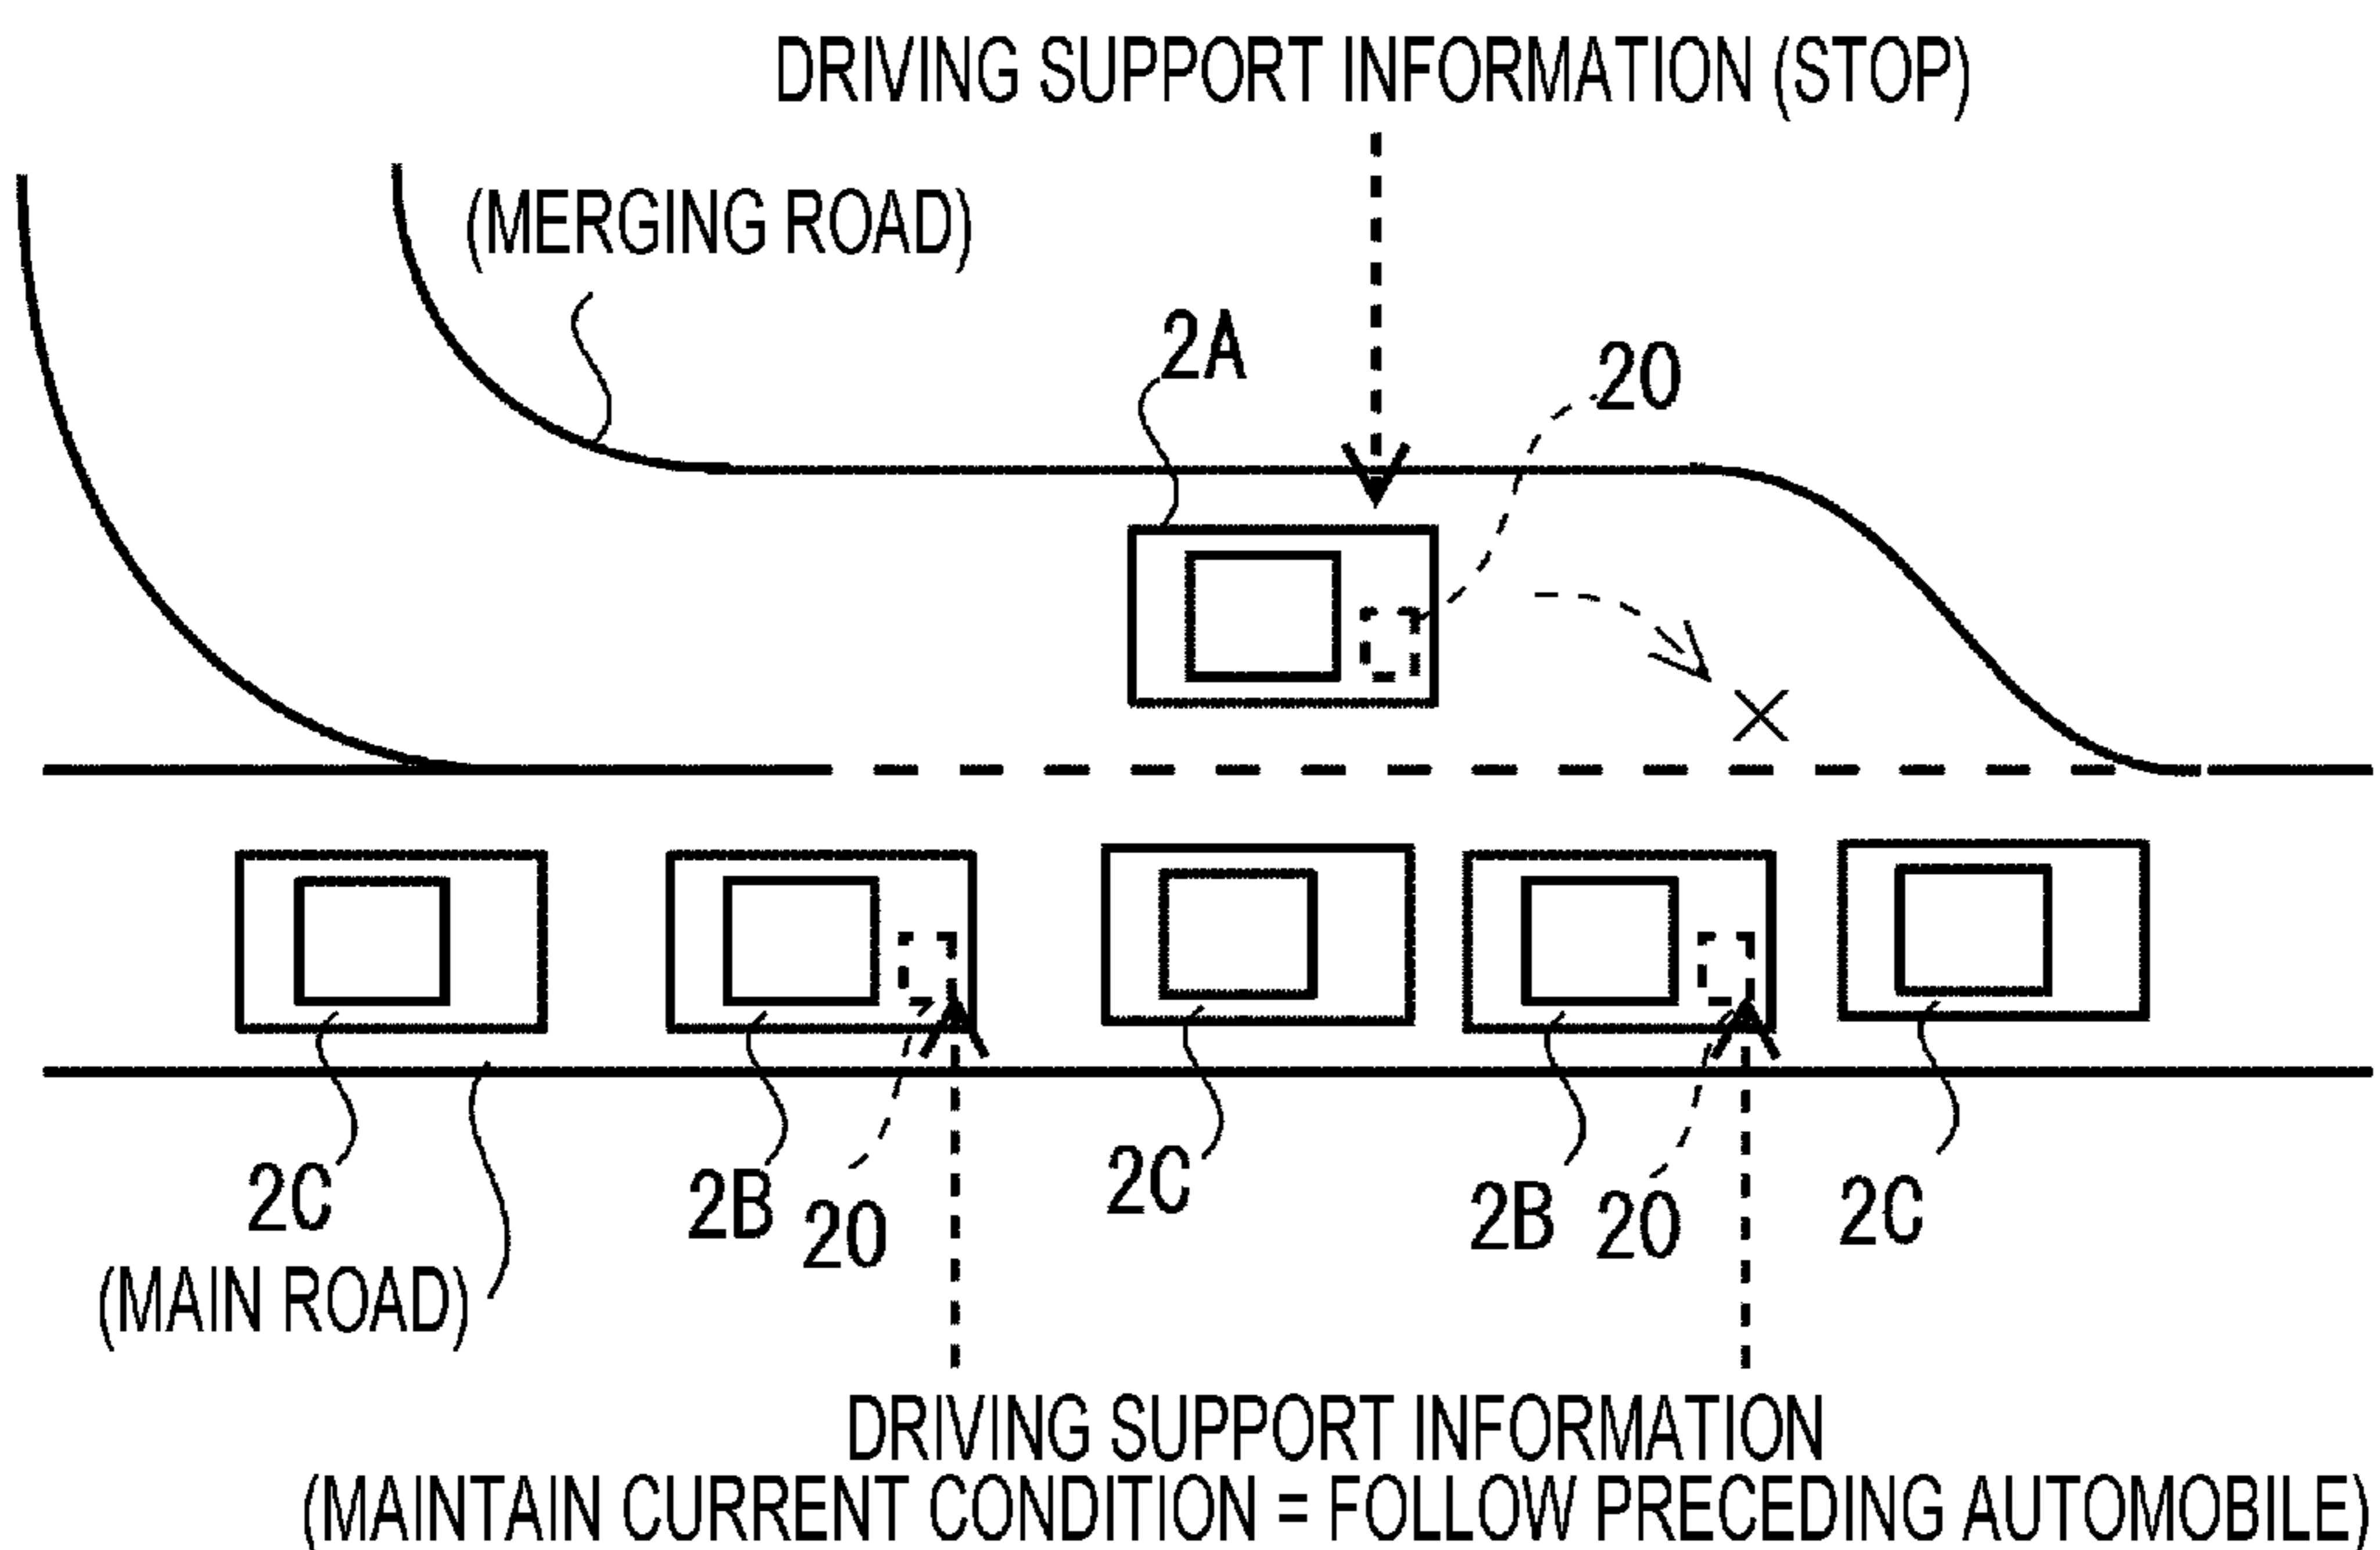 DRIVING SUPPORT INFORMATION (STOP)
(MERGING ROAD)
2A
20
2C
2B
20
2C
2B
20
2C
(MAIN ROAD)
DRIVING SUPPORT INFORMATION
(MAINTAIN CURRENT CONDITION = FOLLOW PRECEDING AUTOMOBILE)